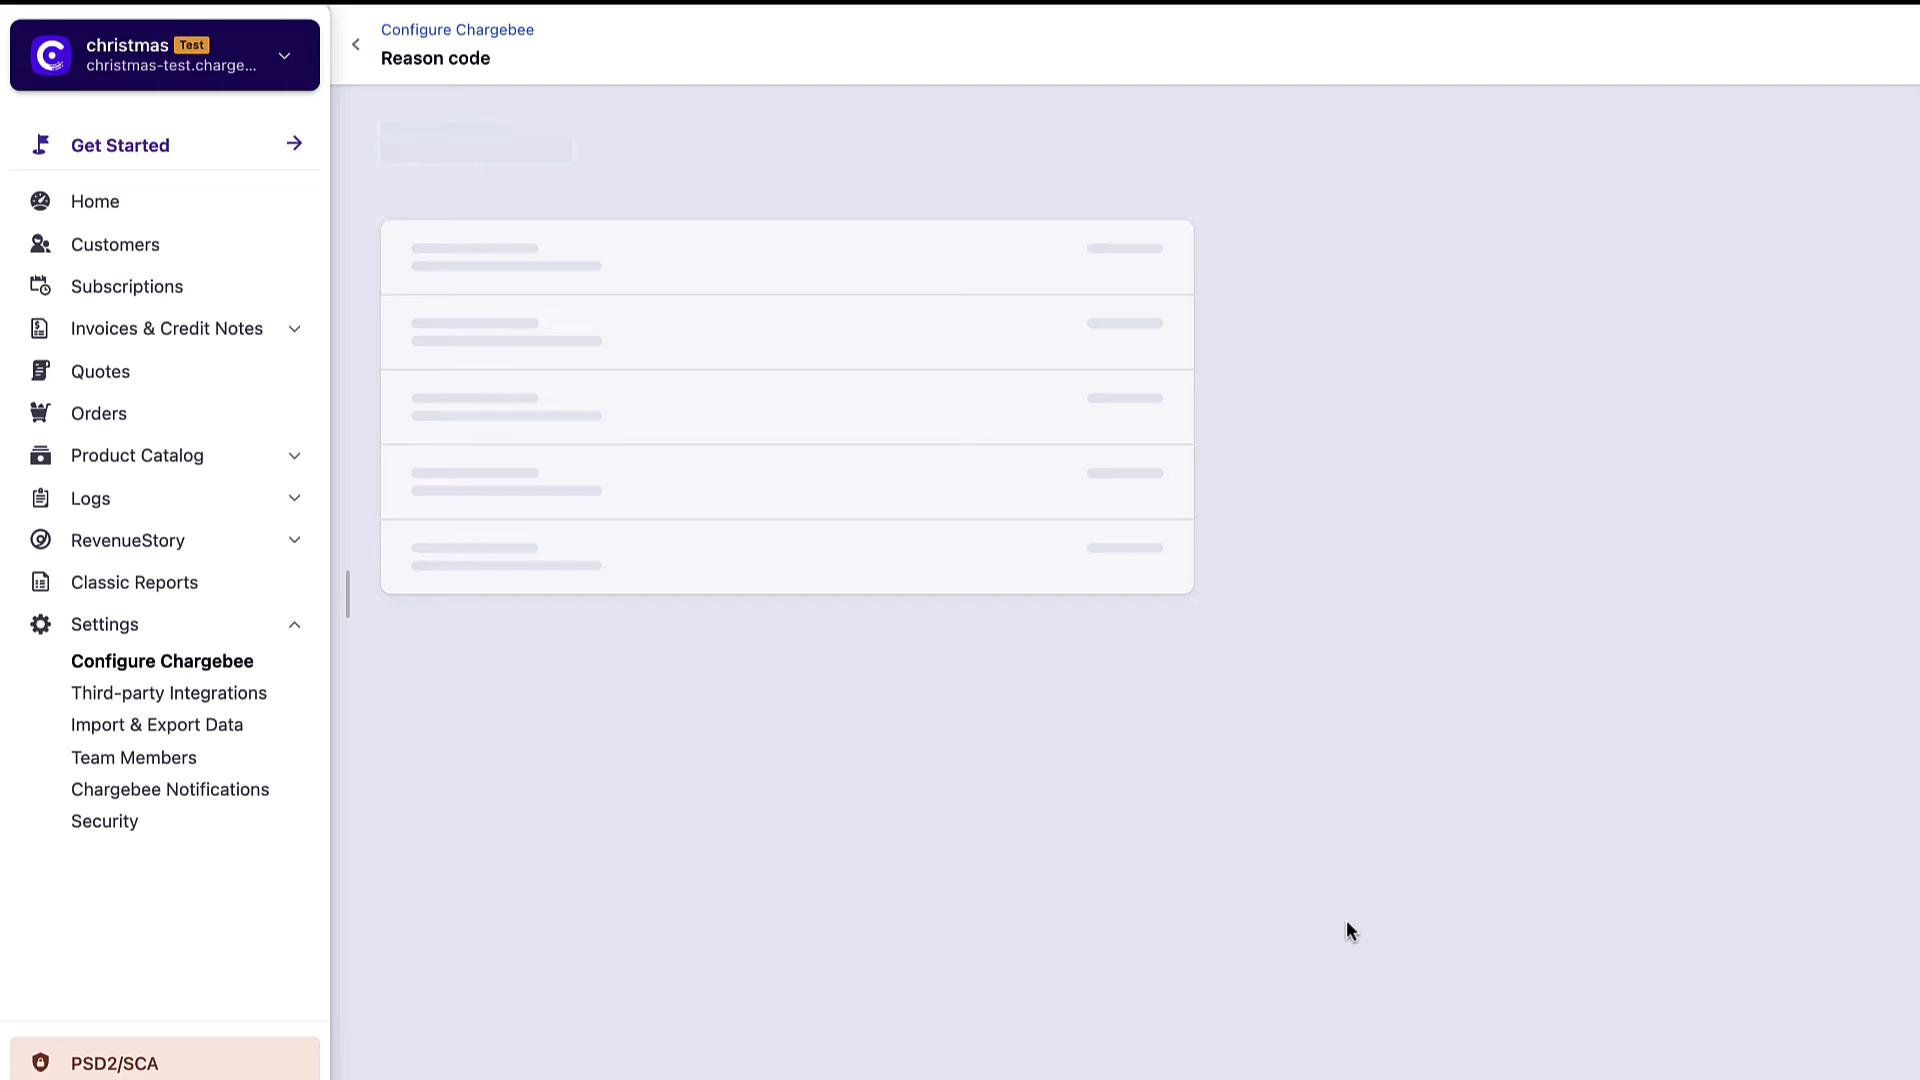 christmas Test
christmas-test.charge...
Get Started
Home
Customers
Subscriptions
Invoices & Credit Notes
Quotes
Orders
Product Catalog
Logs
RevenueStory
Classic Reports
Settings
Configure Chargebee
Third-party Integrations
Import & Export Data
Team Members
Chargebee Notifications
Security
PSD2/SCA
Configure Chargebee
Reason code